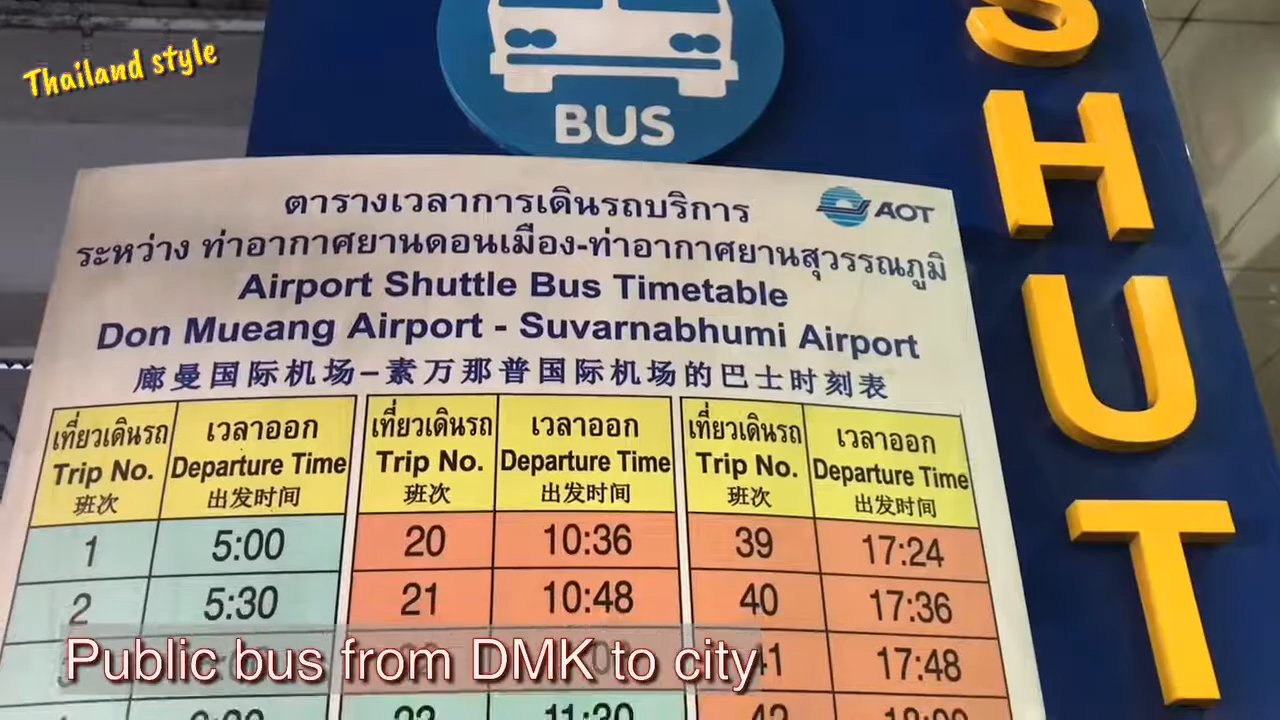 Thailand style
BUS
SHUT
ตารางเวลาการเดินรถบริการ
AOT
ระหว่าง ท่าอากาศยานดอนเมือง-ท่าอากาศยานสุวรรณภูมิ
Airport Shuttle Bus Timetable
Don Mueang Airport - Suvarnabhumi Airport
廊曼国际机场-素万那普国际机场的巴士时刻表
เที่ยวเดินรถ เวลาออก เที่ยวเดินรถ เวลาออก เที่ยวเดินรถ เวลาออก
Trip No. Departure Time Trip No. Departure Time Trip No. Departure Time
班次 出发时间 班次 出发时间 班次 出发时间
1 5:00 20 10:36 39 17:24
2 5:30 21 10:48 40 17:36
41 17:48
Public bus from DMK to city